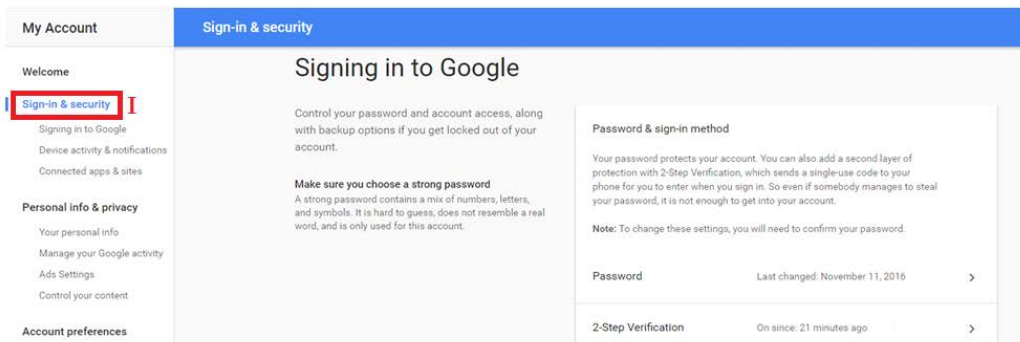 My Account
Sign-in & security
Welcome
Sign-in & security I
Signing in to Google
Device activity & notifications
Connected apps & sites
Personal info & privacy
Your personal info
Manage your Google activity
Ads Settings
Control your content
Account preferences
Signing in to Google
Control your password and account access, along
with backup options if you get locked out of your
account.
Make sure you choose a strong password
A strong password contains a mix of numbers, letters,
and symbols. It is hard to guess, does not resemble a real
word, and is only used for this account.
Password & sign-in method
Your password protects your account. You can also add a second layer of
protection with 2-Step Verification, which sends a single-use code to your
phone for you to enter when you sign in. So even if somebody manages to steal
your password, it is not enough to get into your account.
Note: To change these settings, you will need to confirm your password.
Password Last changed: November 11, 2016
2-Step Verification On since: 21 minutes ago